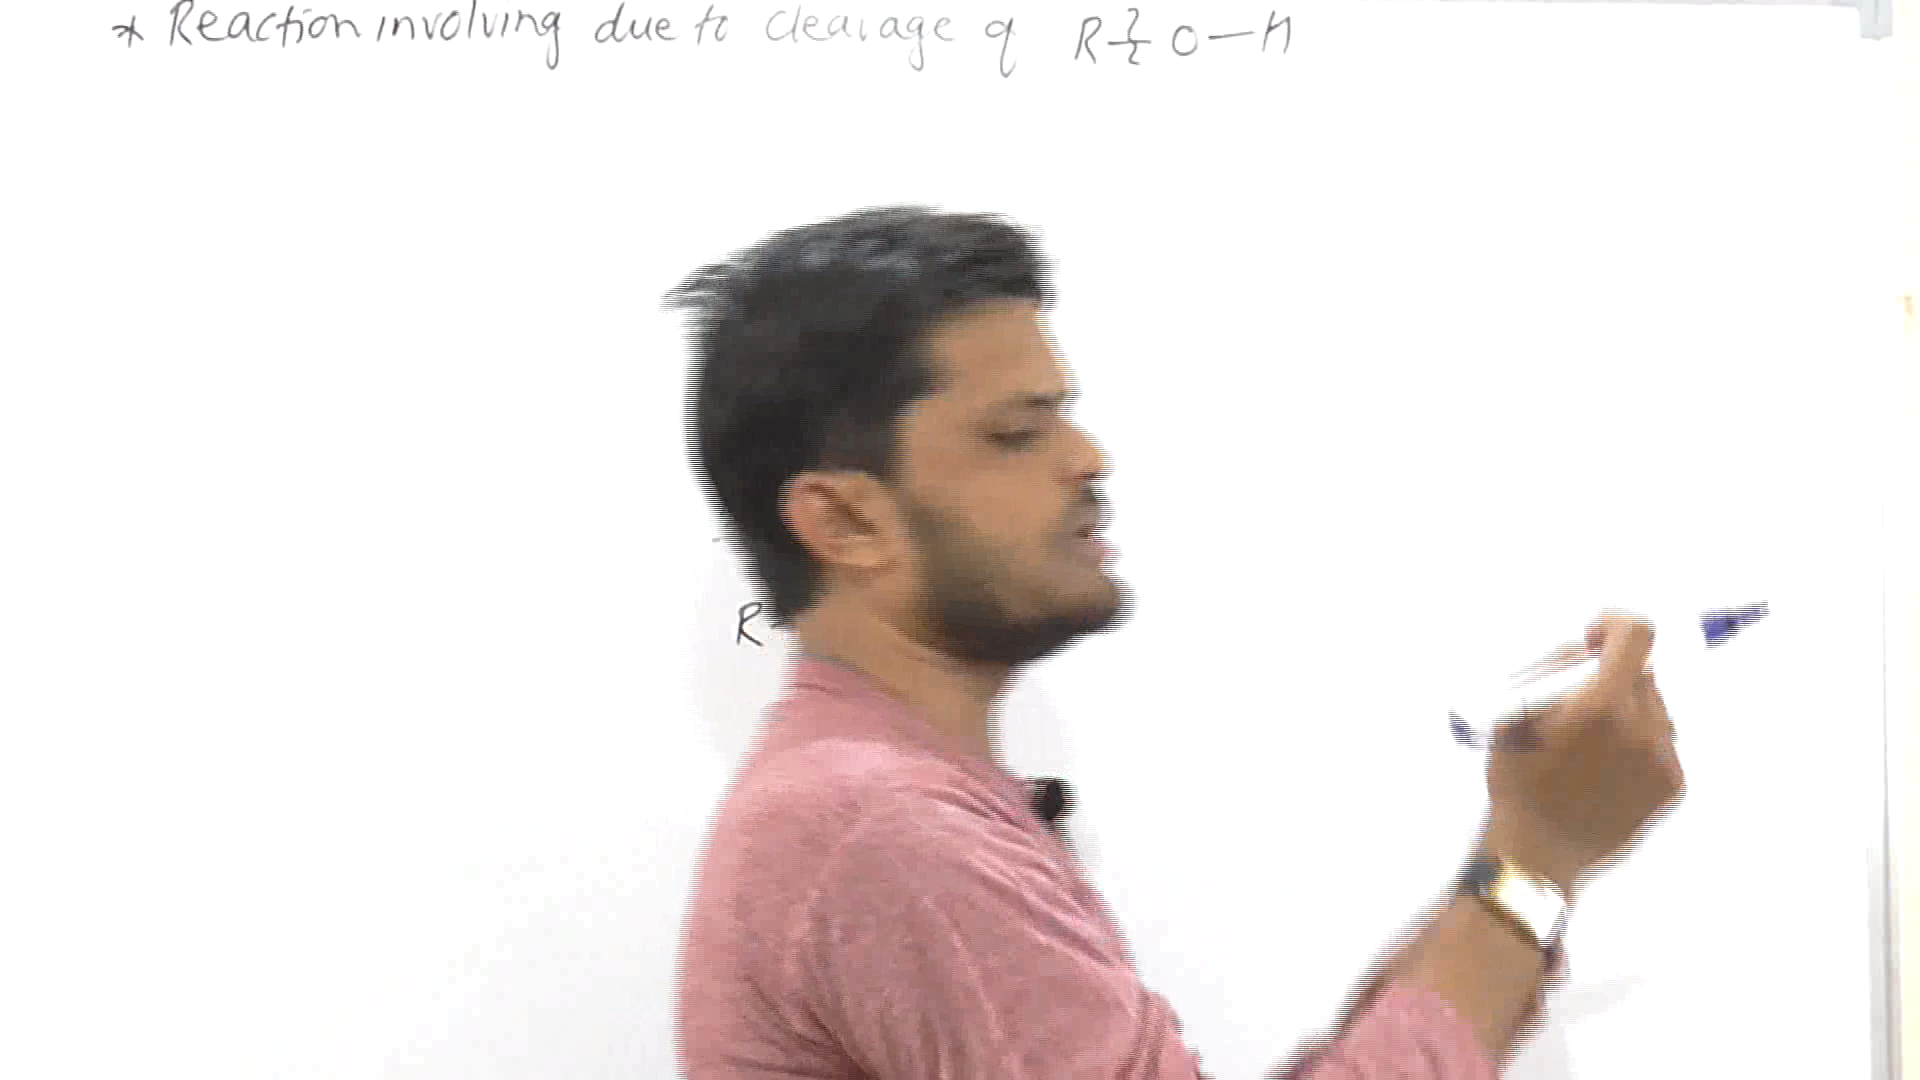 * Reaction involving due to cleavage of R ⌇ O — H
R -